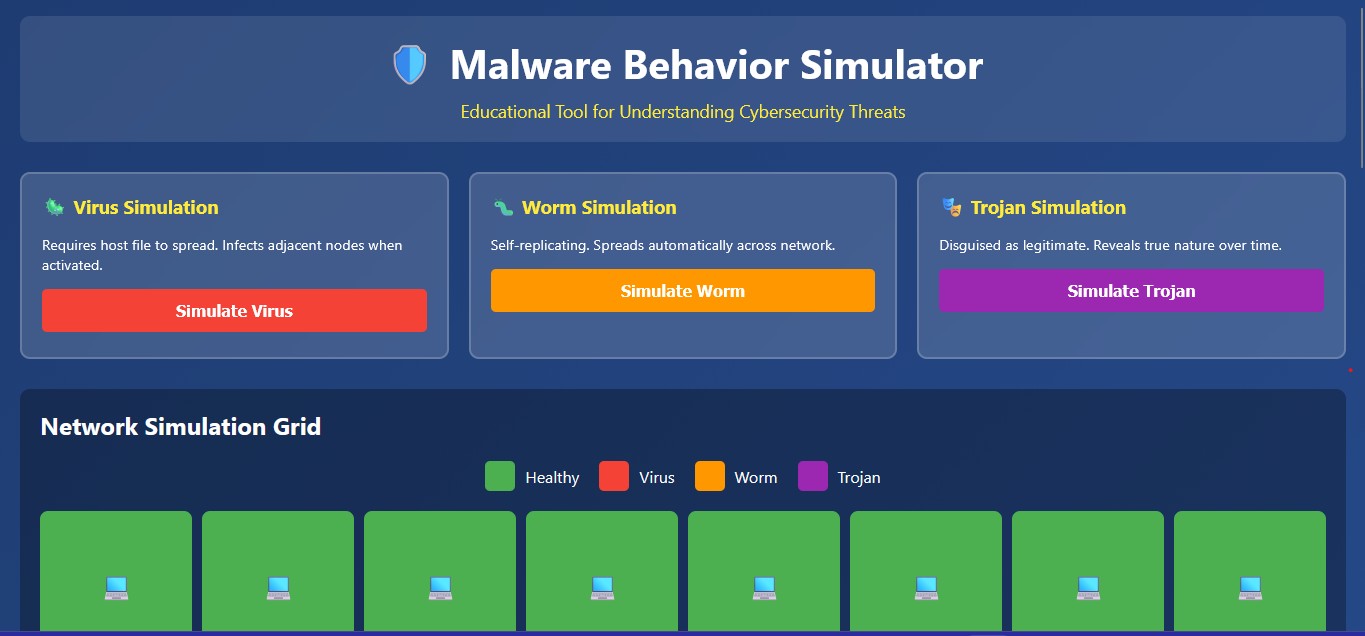 Malware Behavior Simulator
Educational Tool for Understanding Cybersecurity Threats
Virus Simulation
Requires host file to spread. Infects adjacent nodes when
activated.
Simulate Virus
Worm Simulation
Self-replicating. Spreads automatically across network.
Simulate Worm
Trojan Simulation
Disguised as legitimate. Reveals true nature over time.
Simulate Trojan
Network Simulation Grid
Healthy Virus Worm Trojan